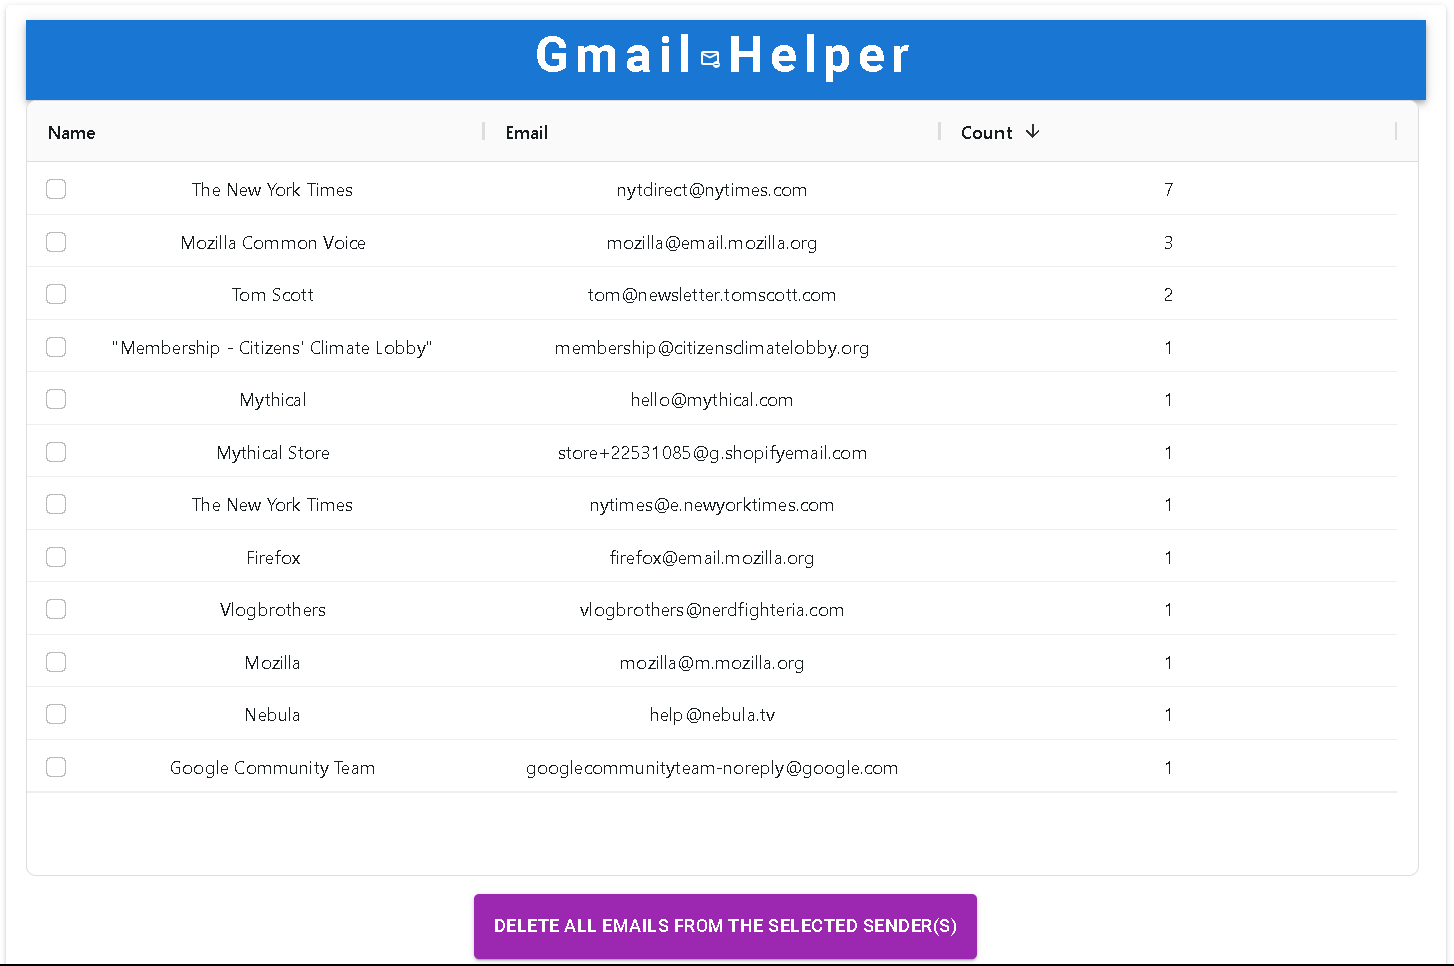 Gmail Helper
Name Email Count
The New York Times nytdirect@nytimes.com 7
Mozilla Common Voice mozilla@email.mozilla.org 3
Tom Scott tom@newsletter.tomscott.com 2
"Membership - Citizens' Climate Lobby" membership@citizensclimatelobby.org 1
Mythical hello@mythical.com 1
Mythical Store store+22531085@g.shopifyemail.com 1
The New York Times nytimes@e.newyorktimes.com 1
Firefox firefox@email.mozilla.org 1
Vlogbrothers vlogbrothers@nerdfighteria.com 1
Mozilla mozilla@m.mozilla.org 1
Nebula help@nebula.tv 1
Google Community Team googlecommunityteam-noreply@google.com 1
DELETE ALL EMAILS FROM THE SELECTED SENDER(S)